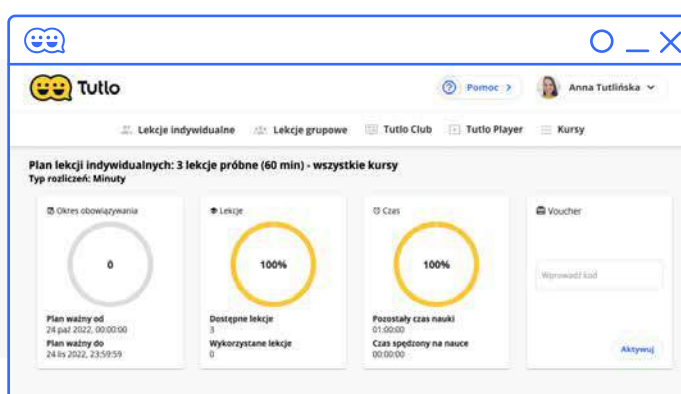 Tutlo
Pomoc >
Anna Tutlińska
Lekcje indywidualne
Lekcje grupowe
Tutlo Club
Tutlo Player
Kursy
Plan lekcji indywidualnych: 3 lekcje próbne (60 min) - wszystkie kursy
Typ rozliczeń: Minuty
Okres obowiązywania
0
Plan ważny od
24 paź 2022, 00:00:00
Plan ważny do
24 lis 2022, 23:59:59
Lekcje
100%
Dostępne lekcje
3
Wykorzystane lekcje
0
Czas
100%
Pozostały czas nauki
01:00:00
Czas spędzony na nauce
00:00:00
Voucher
Wprowadź kod
Aktywuj